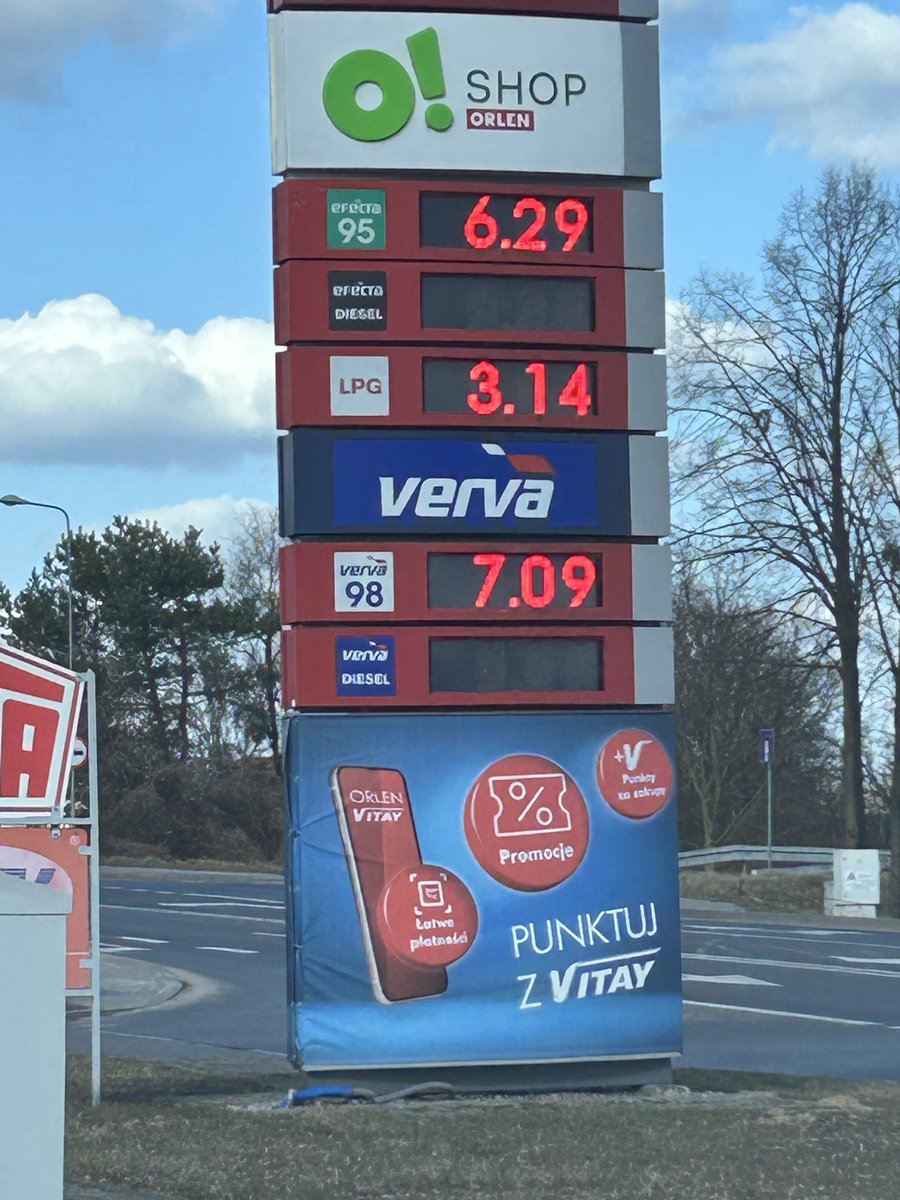 O! SHOP
ORLEN
efecta
95
6.29
efecta
DIESEL
LPG
3.14
verva
verva
98
7.09
verva
DIESEL
A
ORLEN
VITAY
%
Promocje
+V
Punkty
za zakupy
Łatwe
płatności
PUNKTUJ
Z VITAY